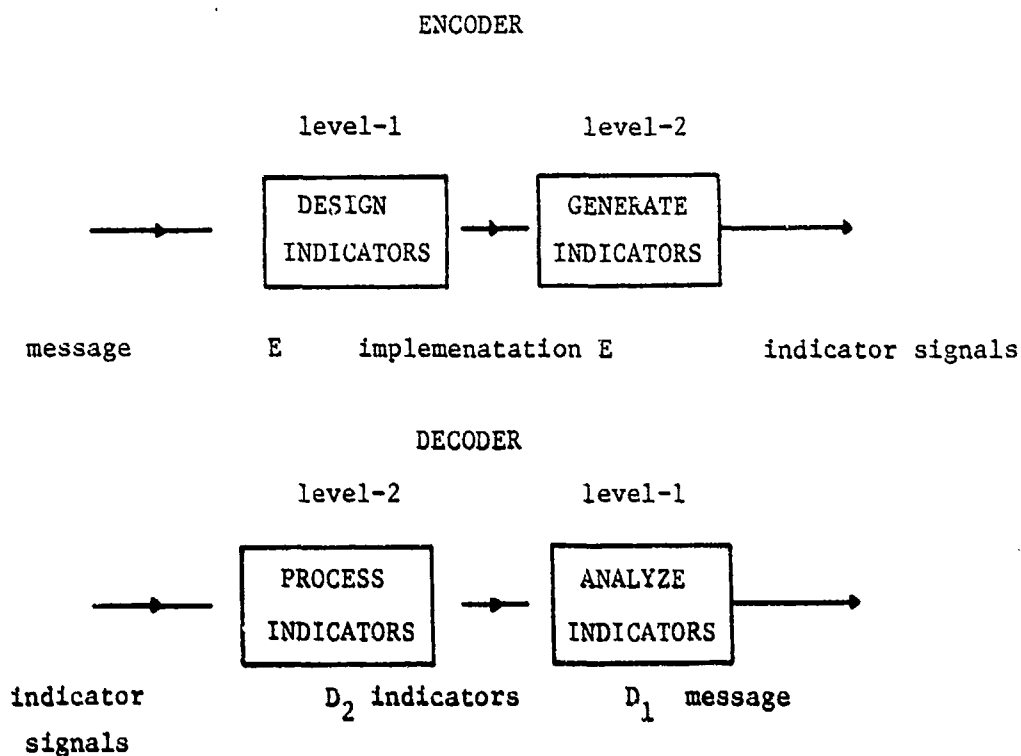 ENCODER
level-1 level-2
DESIGN GENERATE
INDICATORS INDICATORS
message E implemenatation E indicator signals
DECODER
level-2 level-1
PROCESS ANALYZE
INDICATORS INDICATORS
indicator D₂ indicators D₁ message
signals